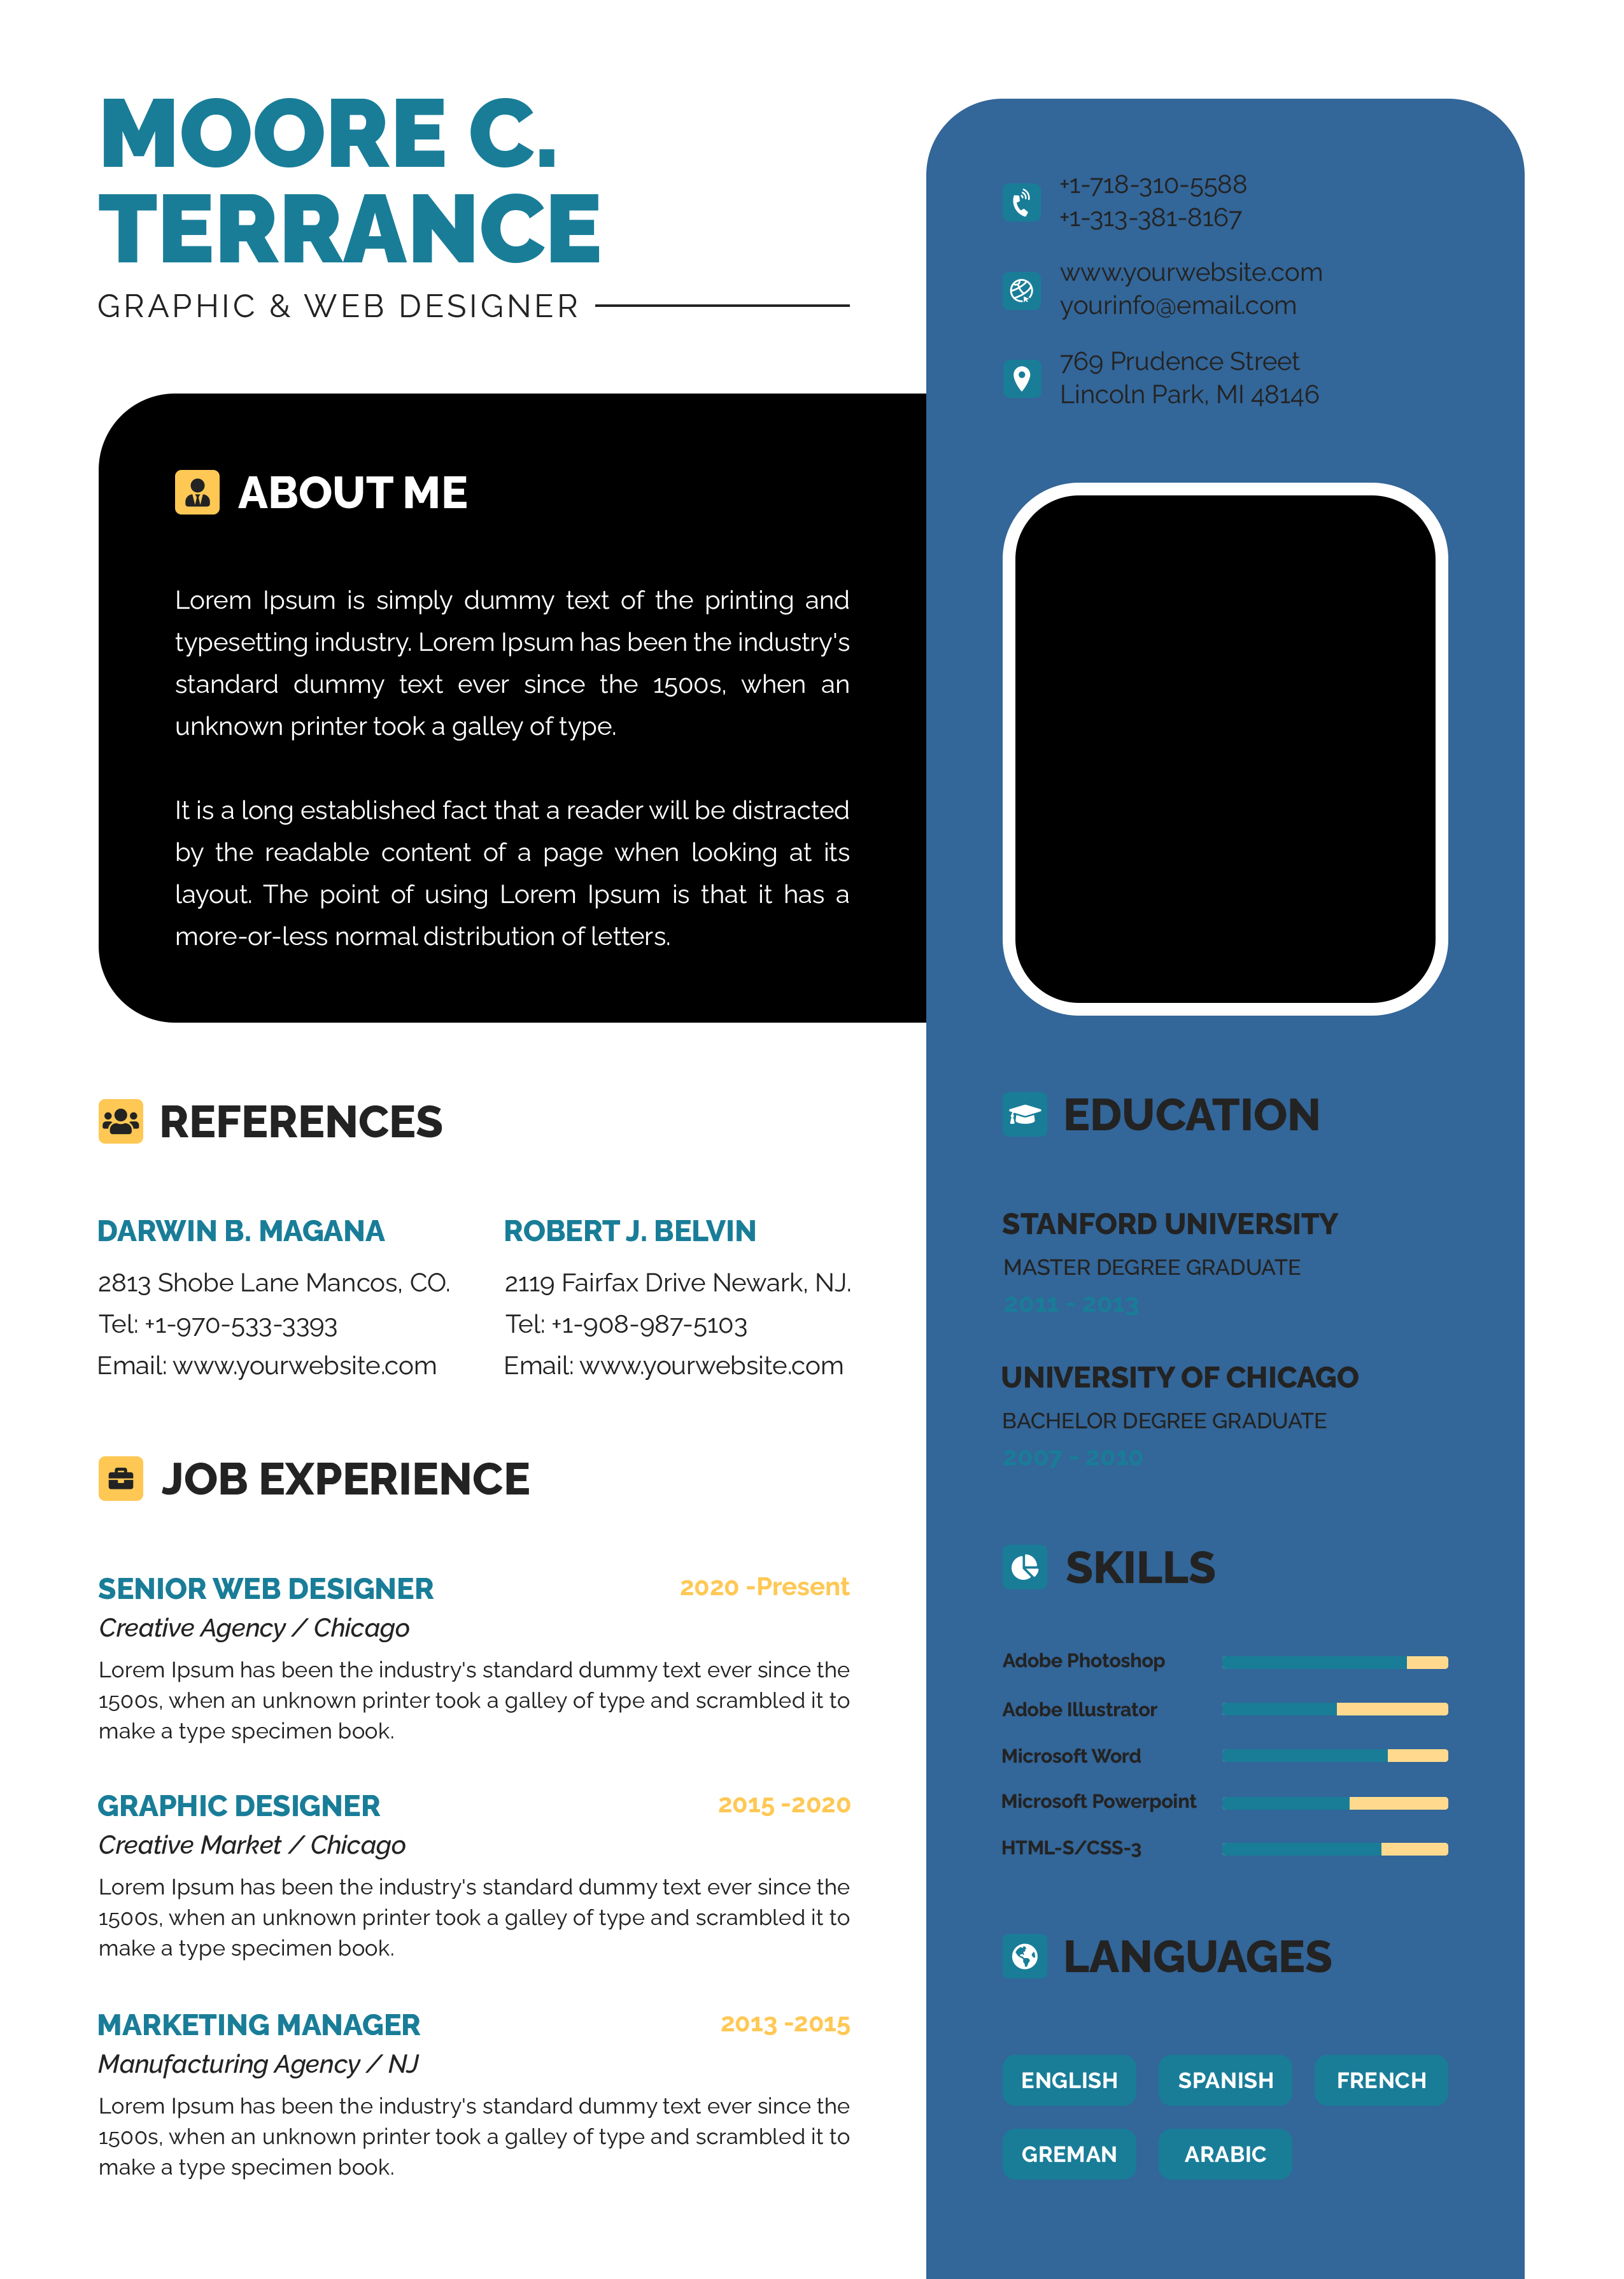 MOORE C.
TERRANCE
GRAPHIC & WEB DESIGNER
+1-718-310-5588
+1-313-381-8167
www.yourwebsite.com
yourinfo@email.com
769 Prudence Street
Lincoln Park, MI 48146
ABOUT ME
Lorem Ipsum is simply dummy text of the printing and
typesetting industry. Lorem Ipsum has been the industry's
standard dummy text ever since the 1500s, when an
unknown printer took a galley of type.
It is a long established fact that a reader will be distracted
by the readable content of a page when looking at its
layout. The point of using Lorem Ipsum is that it has a
more-or-less normal distribution of letters.
REFERENCES
DARWIN B. MAGANA
2813 Shobe Lane Mancos, CO.
Tel: +1-970-533-3393
Email: www.yourwebsite.com
ROBERT J. BELVIN
2119 Fairfax Drive Newark, NJ.
Tel: +1-908-987-5103
Email: www.yourwebsite.com
JOB EXPERIENCE
SENIOR WEB DESIGNER
2020 -Present
Creative Agency / Chicago
Lorem Ipsum has been the industry's standard dummy text ever since the
1500s, when an unknown printer took a galley of type and scrambled it to
make a type specimen book.
GRAPHIC DESIGNER
2015 -2020
Creative Market / Chicago
Lorem Ipsum has been the industry's standard dummy text ever since the
1500s, when an unknown printer took a galley of type and scrambled it to
make a type specimen book.
MARKETING MANAGER
2013 -2015
Manufacturing Agency / NJ
Lorem Ipsum has been the industry's standard dummy text ever since the
1500s, when an unknown printer took a galley of type and scrambled it to
make a type specimen book.
EDUCATION
STANFORD UNIVERSITY
MASTER DEGREE GRADUATE
2011 - 2013
UNIVERSITY OF CHICAGO
BACHELOR DEGREE GRADUATE
2007 - 2010
SKILLS
Adobe Photoshop
Adobe Illustrator
Microsoft Word
Microsoft Powerpoint
HTML-S/CSS-3
LANGUAGES
ENGLISH
SPANISH
FRENCH
GREMAN
ARABIC